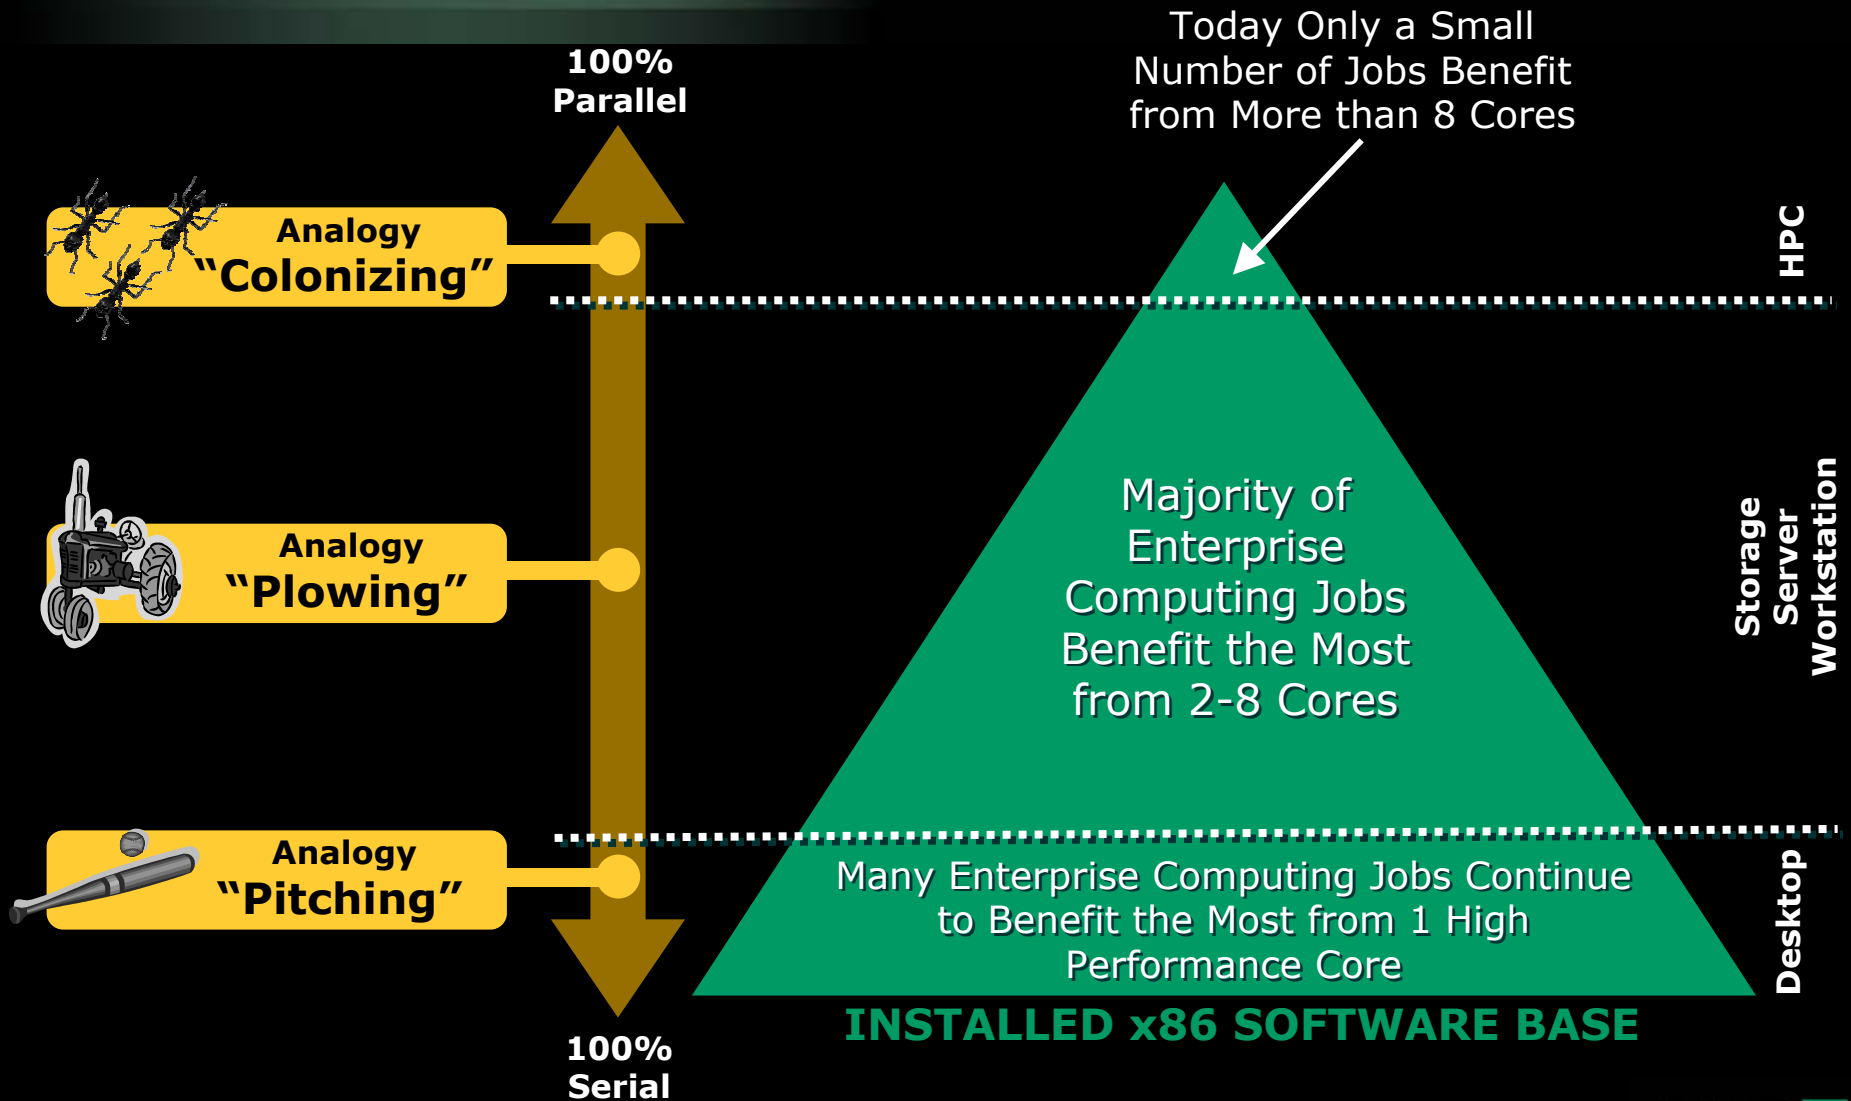 100%
Parallel
Today Only a Small
Number of Jobs Benefit
from More than 8 Cores
Analogy
“Colonizing”
HPC
Analogy
“Plowing”
Majority of
Enterprise
Computing Jobs
Benefit the Most
from 2-8 Cores
Storage
Server
Workstation
Analogy
“Pitching”
Many Enterprise Computing Jobs Continue
to Benefit the Most from 1 High
Performance Core
Desktop
INSTALLED x86 SOFTWARE BASE
100%
Serial